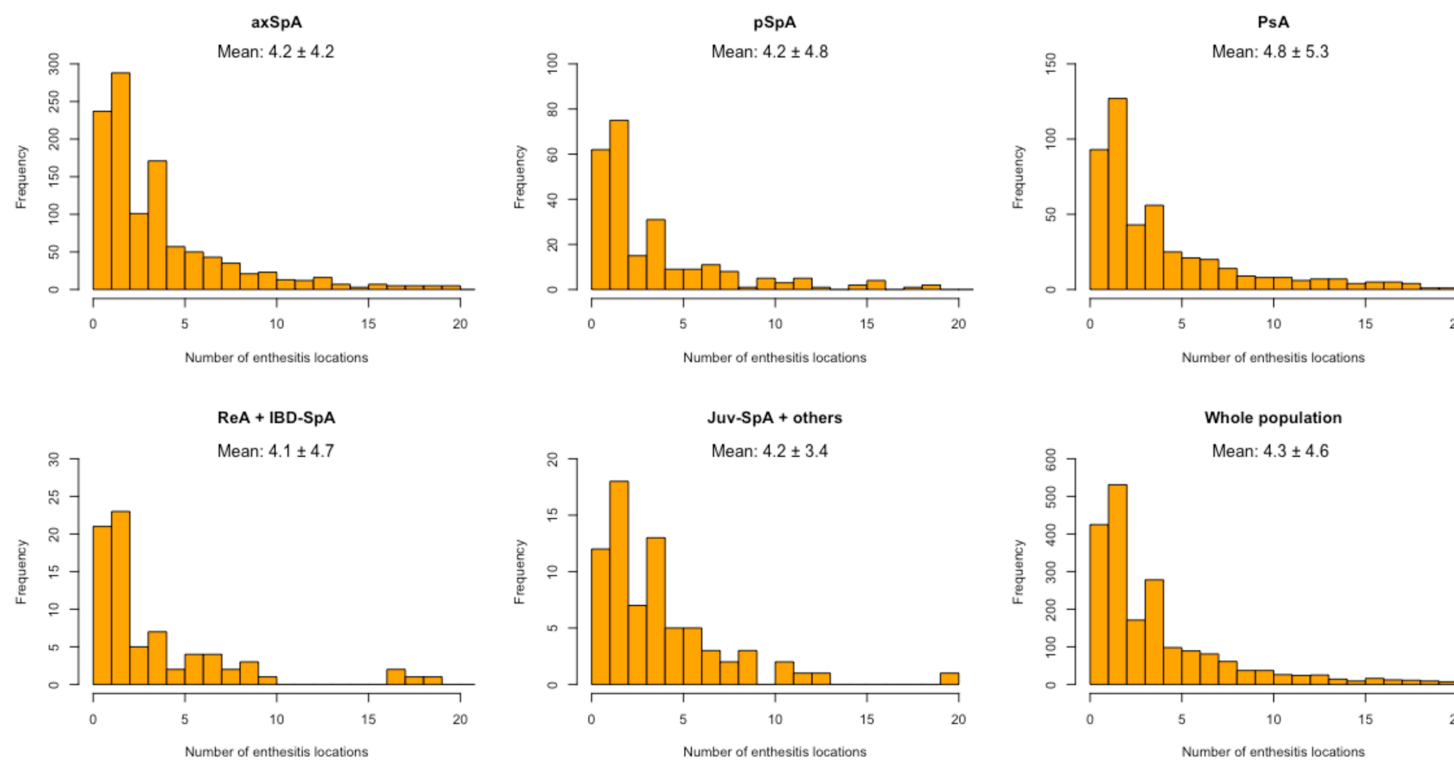 axSpA
Mean: 4.2 ± 4.2
Frequency
0 50 100 150 200 250 300
0 5 10 15 20
Number of enthesitis locations
pSpA
Mean: 4.2 ± 4.8
Frequency
0 20 40 60 80 100
0 5 10 15 20
Number of enthesitis locations
PsA
Mean: 4.8 ± 5.3
Frequency
0 50 100 150
0 5 10 15
Number of enthesitis locations
ReA + IBD-SpA
Mean: 4.1 ± 4.7
Frequency
0 5 10 15 20 25 30
0 5 10 15 20
Number of enthesitis locations
Juv-SpA + others
Mean: 4.2 ± 3.4
Frequency
0 5 10 15 20
0 5 10 15 20
Number of enthesitis locations
Whole population
Mean: 4.3 ± 4.6
Frequency
0 100 200 300 400 500 600
0 5 10 15
Number of enthesitis locations